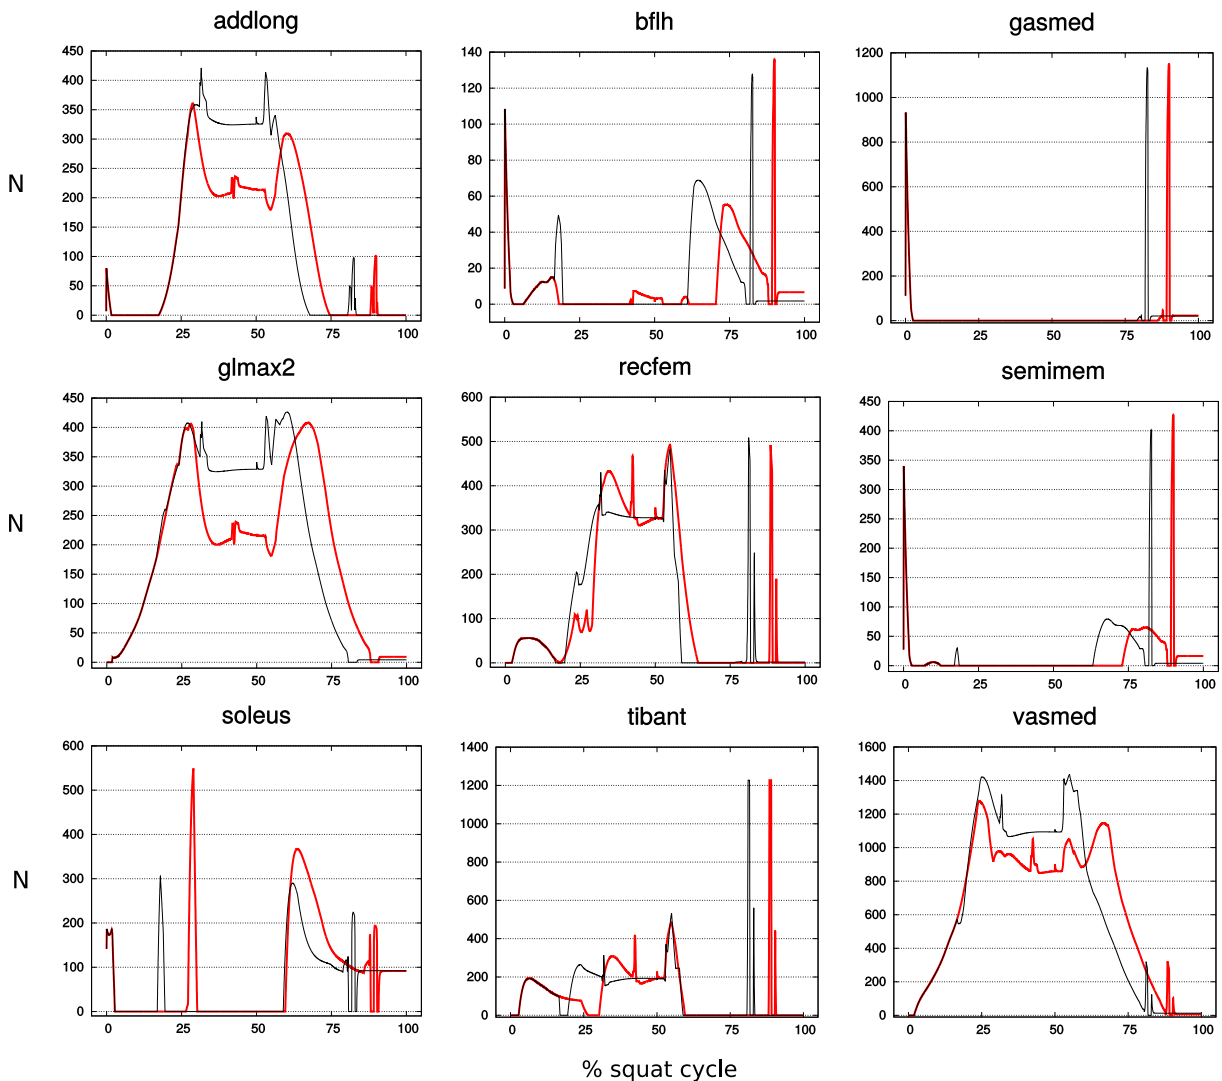 addlong bflh gasmed
450 400 350 300 250 200 150 100 50 0
140 120 100 80 60 40 20 0
1200 1000 800 600 400 200 0
N
0 25 50 75 100
0 25 50 75 100
0 25 50 75 100
glmax2 recfem semimem
450 400 350 300 250 200 150 100 50 0
600 500 400 300 200 100 0
450 400 350 300 250 200 150 100 50 0
N
0 25 50 75 100
0 25 50 75 100
0 25 50 75 100
soleus tibant vasmed
600 500 400 300 200 100 0
1400 1200 1000 800 600 400 200 0
1600 1400 1200 1000 800 600 400 200 0
N
0 25 50 75 100
0 25 50 75 100
0 25 50 75 100
% squat cycle